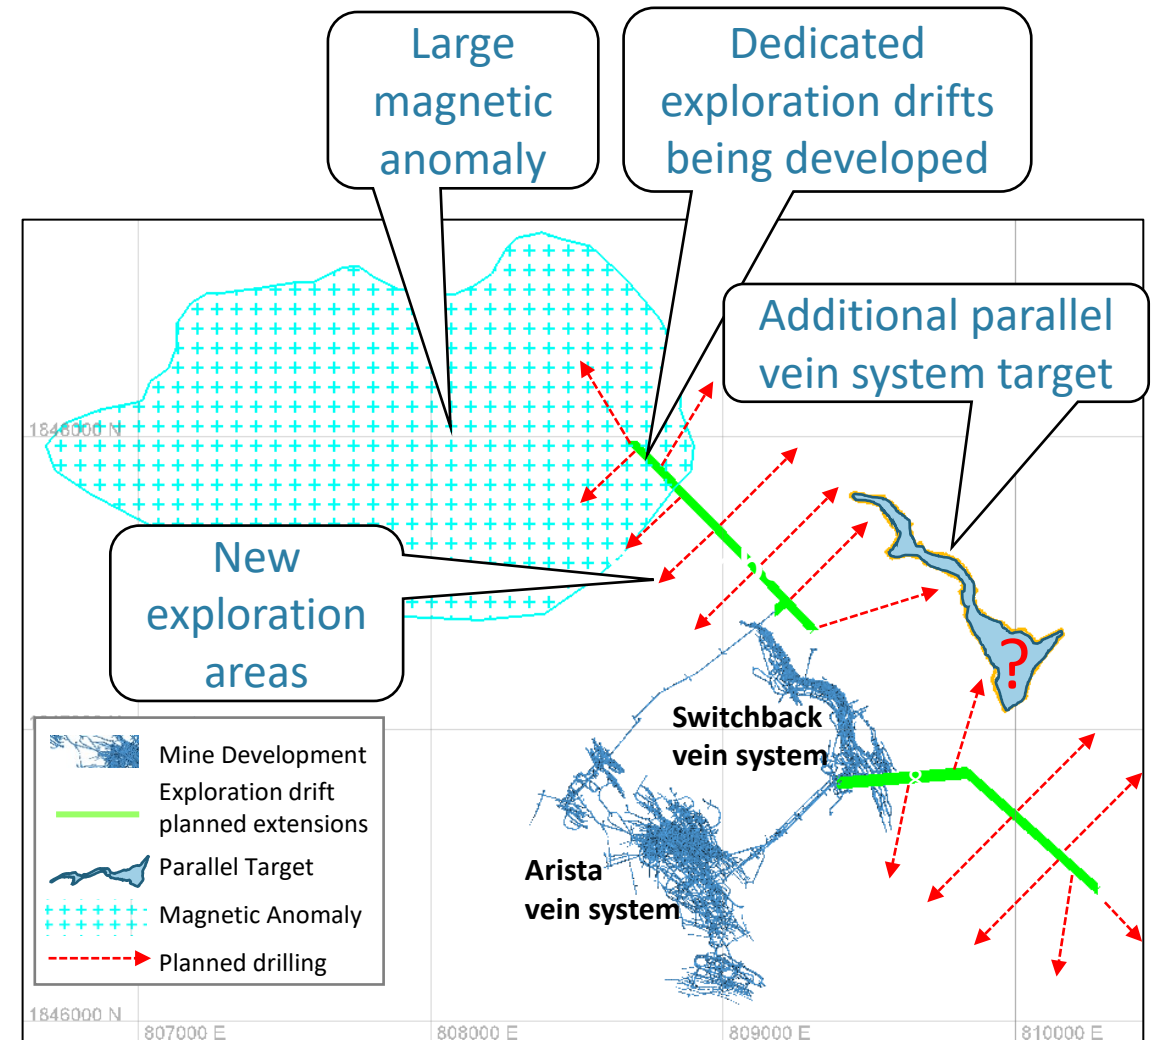 Large
magnetic
anomaly
Dedicated
exploration drifts
being developed
Additional parallel
vein system target
1848000 N
New
exploration
areas
?
Switchback
vein system
8
Arista
vein system
Mine Development
Exploration drift
planned extensions
Parallel Target
Magnetic Anomaly
Planned drilling
1846000 N
807000 E
808000 E
809000 E
810000 E